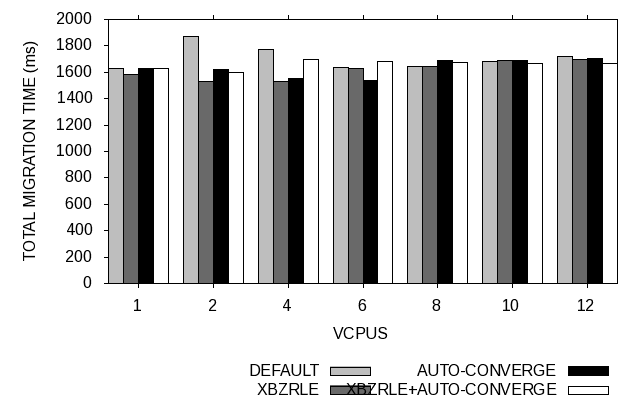 TOTAL MIGRATION TIME (ms)
2000
1800
1600
1400
1200
1000
800
600
400
200
0
1 2 4 6 8 10 12
VCPUS
DEFAULT AUTO-CONVERGE
XBZRLE XBZRLE+AUTO-CONVERGE